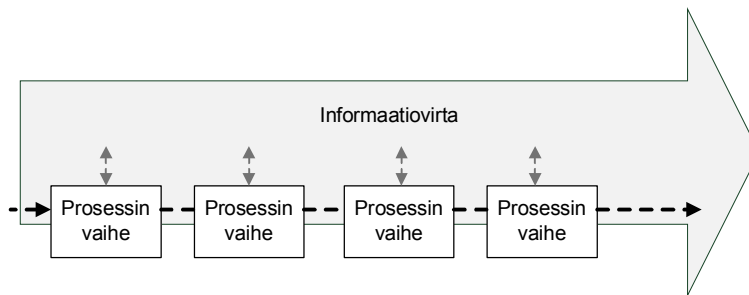 Informaatiovirta
Prosessin
vaihe
Prosessin
vaihe
Prosessin
vaihe
Prosessin
vaihe